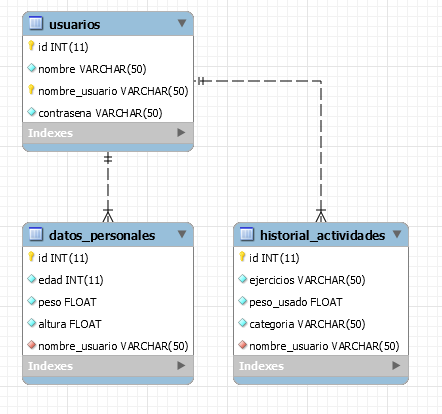 usuarios
id INT(11)
nombre VARCHAR(50)
nombre_usuario VARCHAR(50)
contrasena VARCHAR(50)
Indexes
datos_personales
id INT(11)
edad INT(11)
peso FLOAT
altura FLOAT
nombre_usuario VARCHAR(50)
Indexes
historial_actividades
id INT(11)
ejercicios VARCHAR(50)
peso_usado FLOAT
categoria VARCHAR(50)
nombre_usuario VARCHAR(50)
Indexes